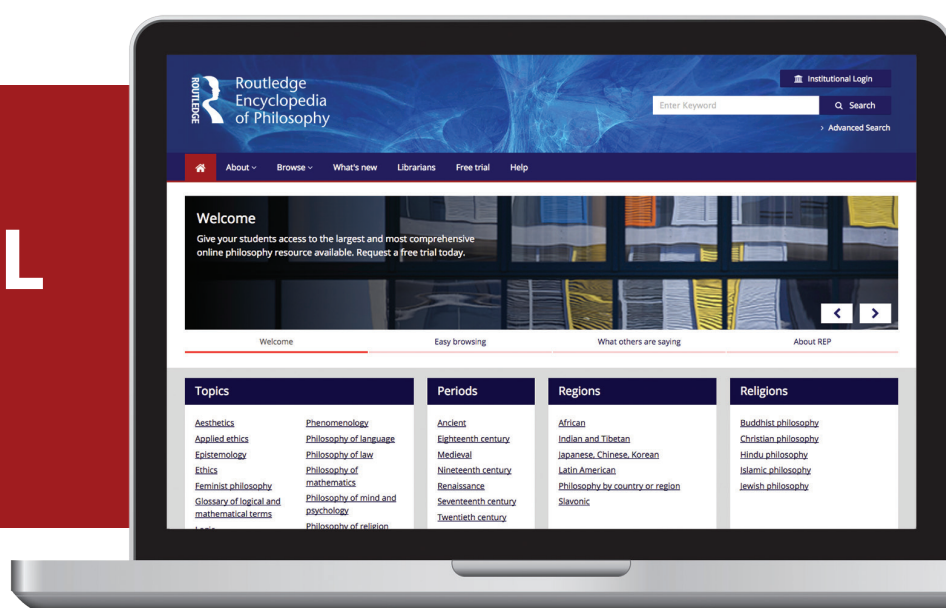 L
ROUTLEDGE
Routledge
Encyclopedia
of Philosophy
Institutional Login
Enter Keyword
Search
› Advanced Search
About
Browse
What's new
Librarians
Free trial
Help
Welcome
Give your students access to the largest and most comprehensive
online philosophy resource available. Request a free trial today.
Welcome
Easy browsing
What others are saying
About REP
Topics
Aesthetics
Applied ethics
Epistemology
Ethics
Feminist philosophy
Glossary of logical and
mathematical terms
Logic
Phenomenology
Philosophy of language
Philosophy of law
Philosophy of
mathematics
Philosophy of mind and
psychology
Philosophy of religion
Periods
Ancient
Eighteenth century
Medieval
Nineteenth century
Renaissance
Seventeenth century
Twentieth century
Regions
African
Indian and Tibetan
Japanese, Chinese, Korean
Latin American
Philosophy by country or region
Slavonic
Religions
Buddhist philosophy
Christian philosophy
Hindu philosophy
Islamic philosophy
Jewish philosophy